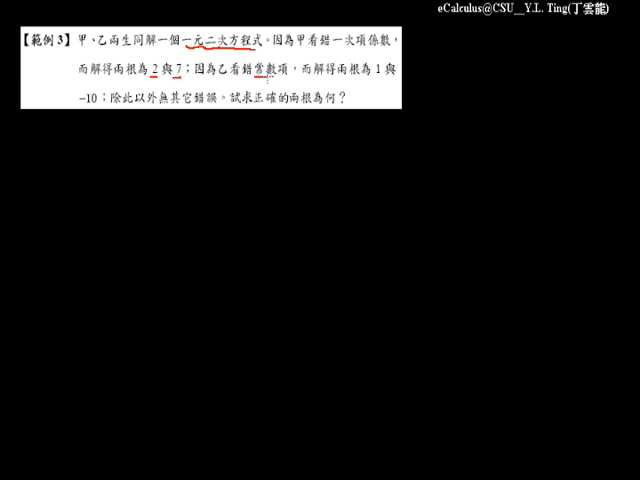 eCalculus@CSU__Y.L. Ting(丁雲龍)
【範例 3】甲、乙兩生同解一個一元二次方程式。因為甲看錯一次項係數，
而解得兩根為 2 與 7；因為乙看錯常數項，而解得兩根為 1 與
−10；除此以外無其它錯誤。試求正確的兩根為何？